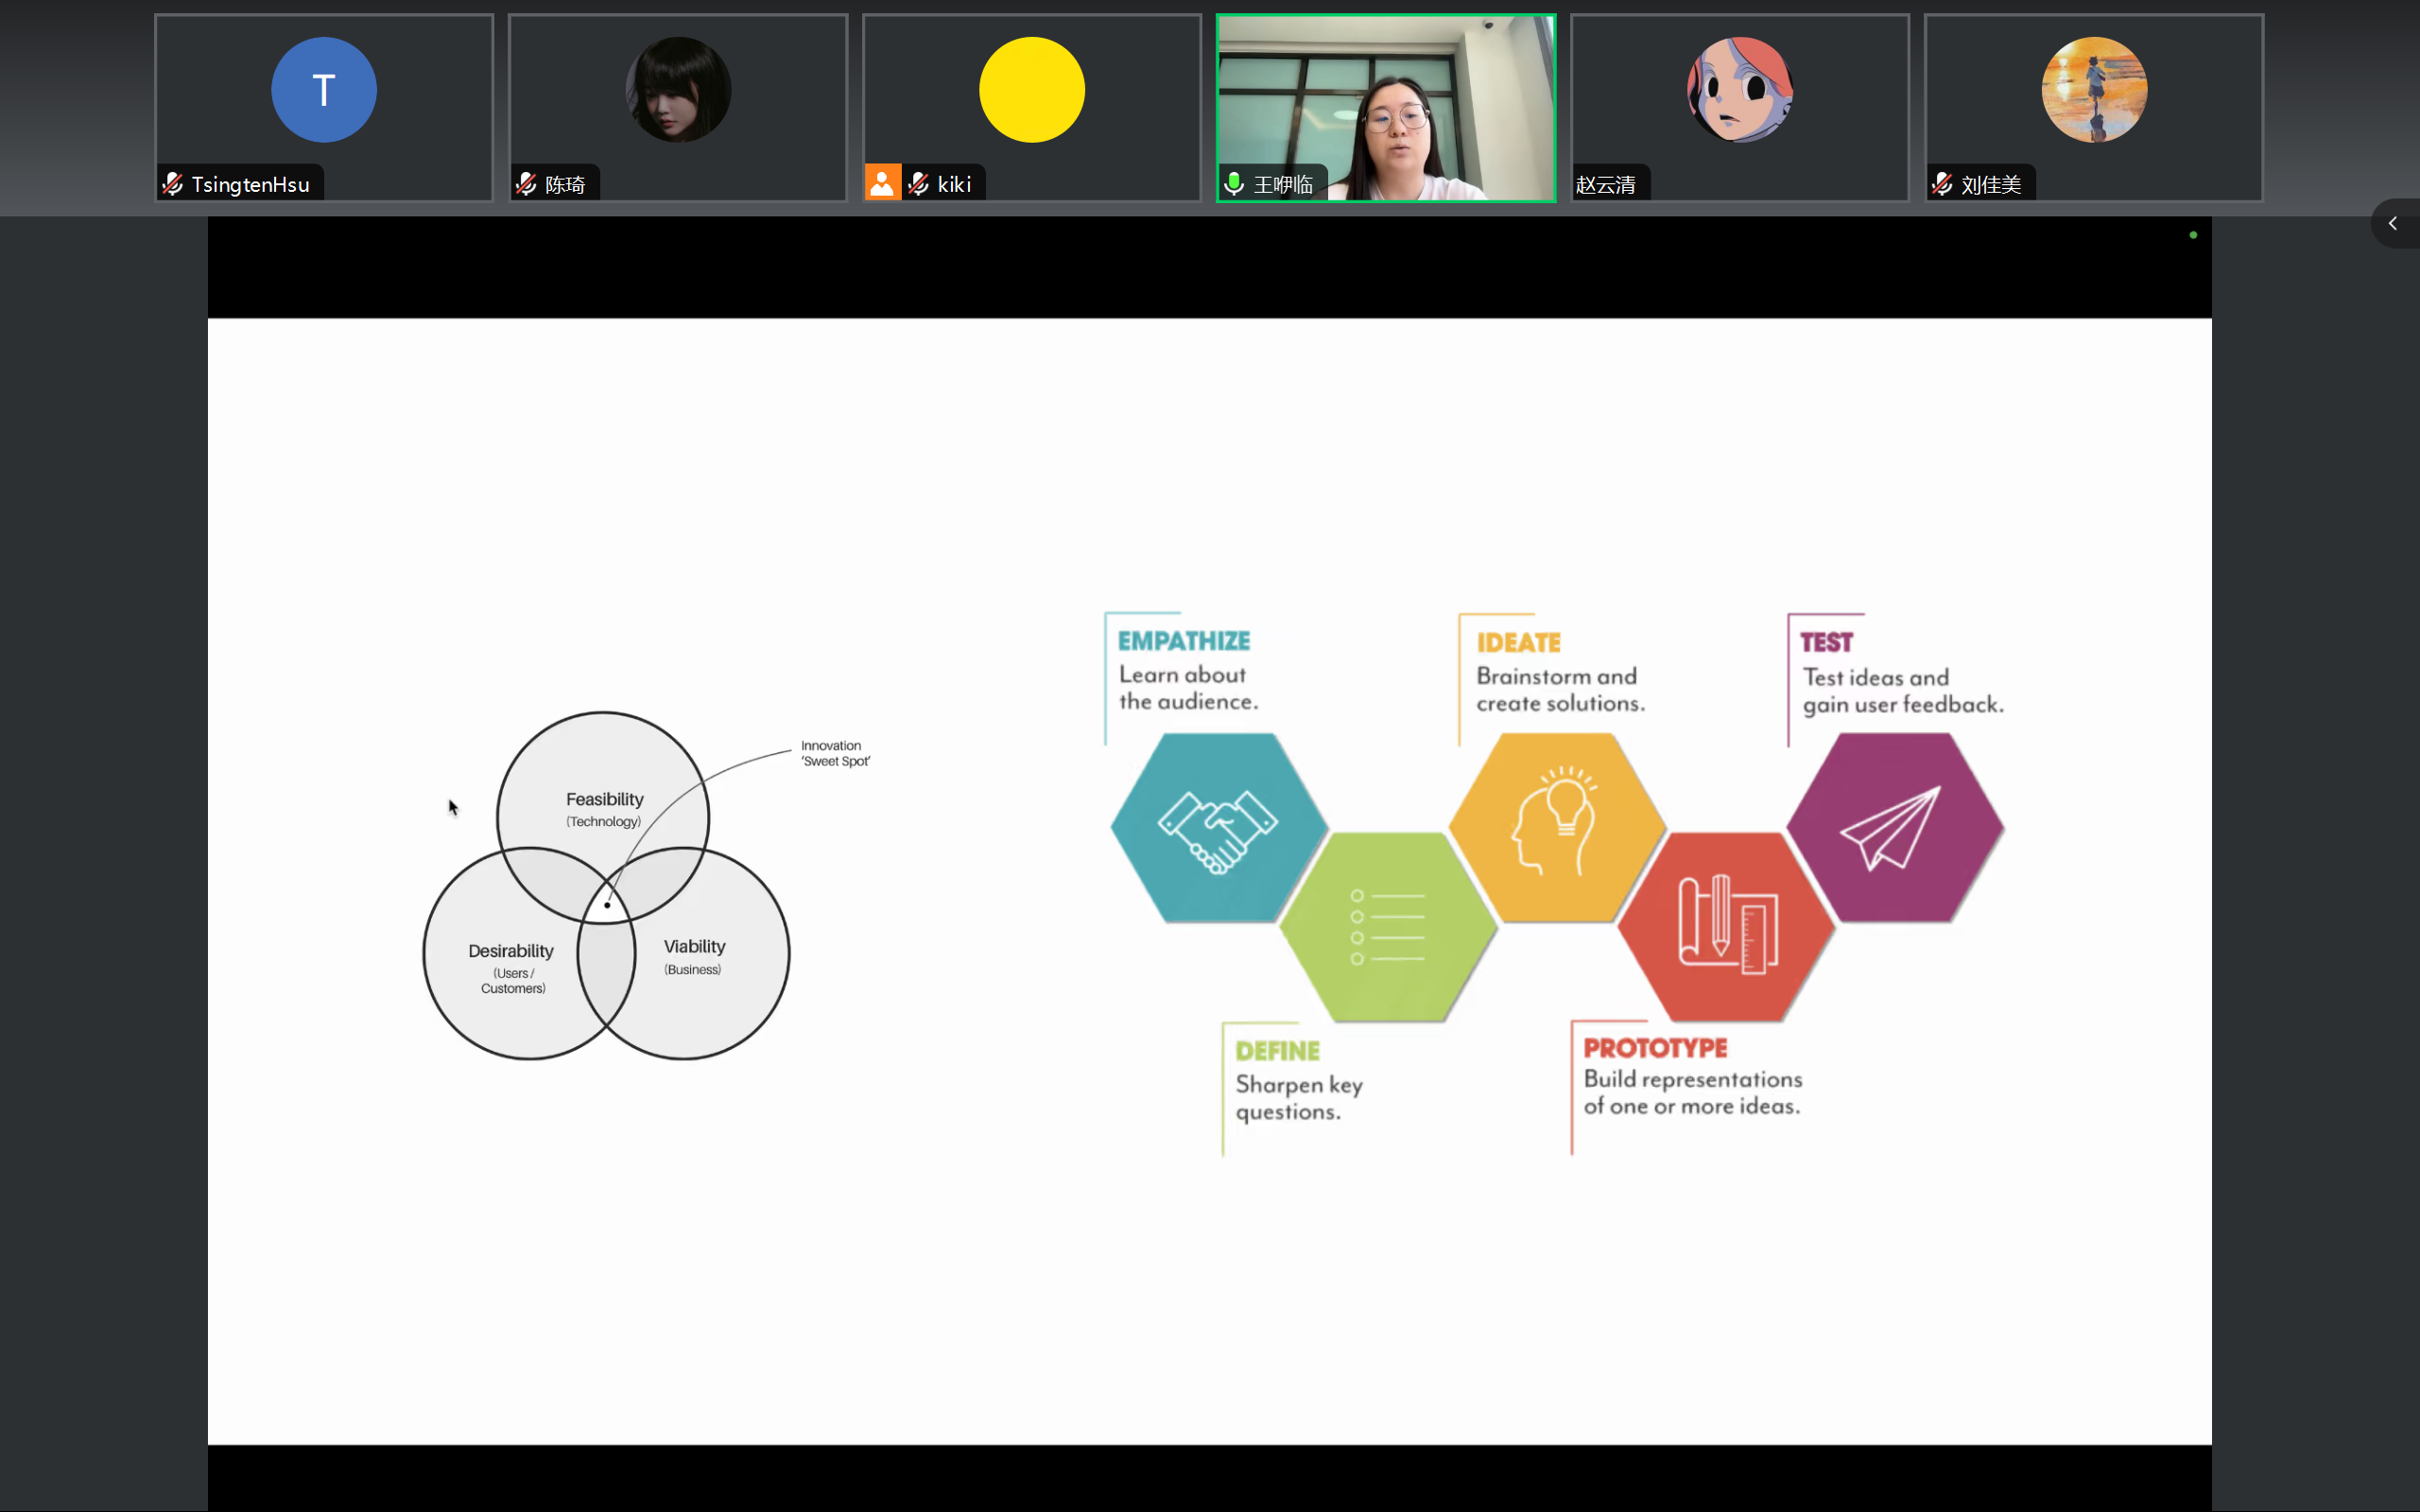 T
TsingtenHsu
陈琦
kiki
王咿临
赵云清
刘佳美
Feasibility
(Technology)
Innovation
'Sweet Spot'
Desirability
(Users /
Customers)
Viability
(Business)
EMPATHIZE
Learn about
the audience.
IDEATE
Brainstorm and
create solutions.
TEST
Test ideas and
gain user feedback.
DEFINE
Sharpen key
questions.
PROTOTYPE
Build representations
of one or more ideas.